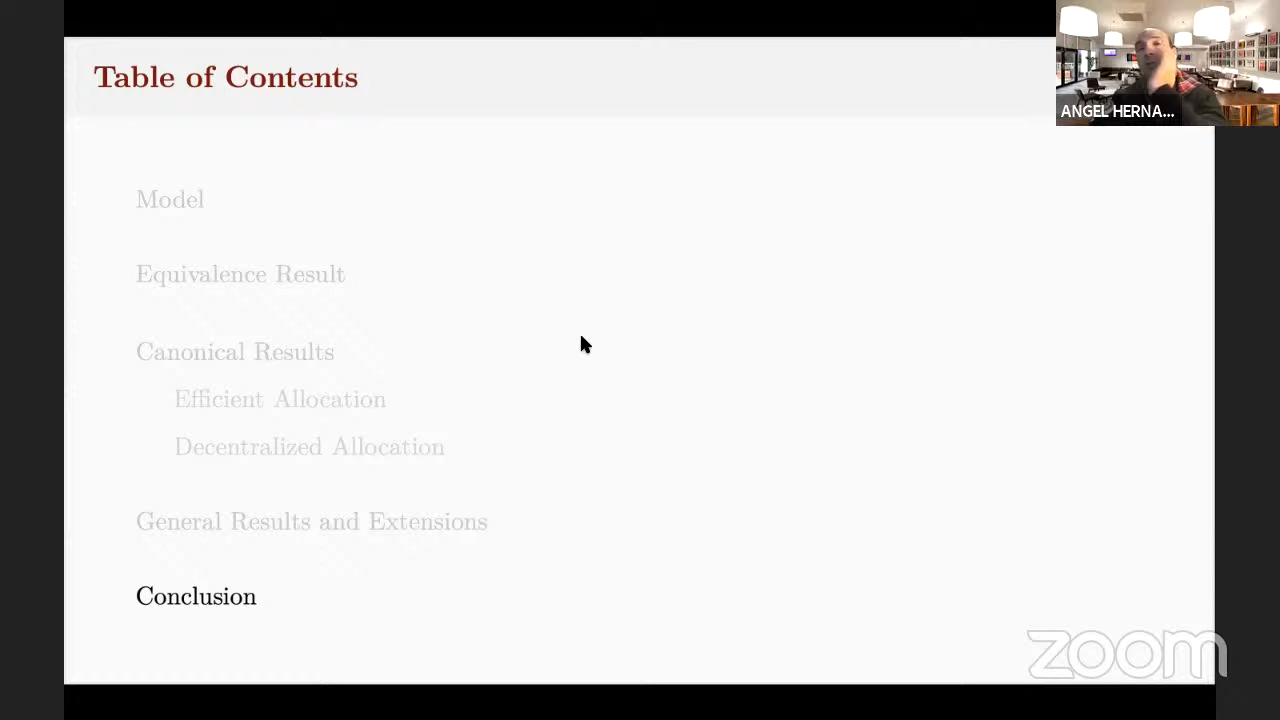 Table of Contents
ANGEL HERNA...
Model
Equivalence Result
Canonical Results
Efficient Allocation
Decentralized Allocation
General Results and Extensions
Conclusion
zoom